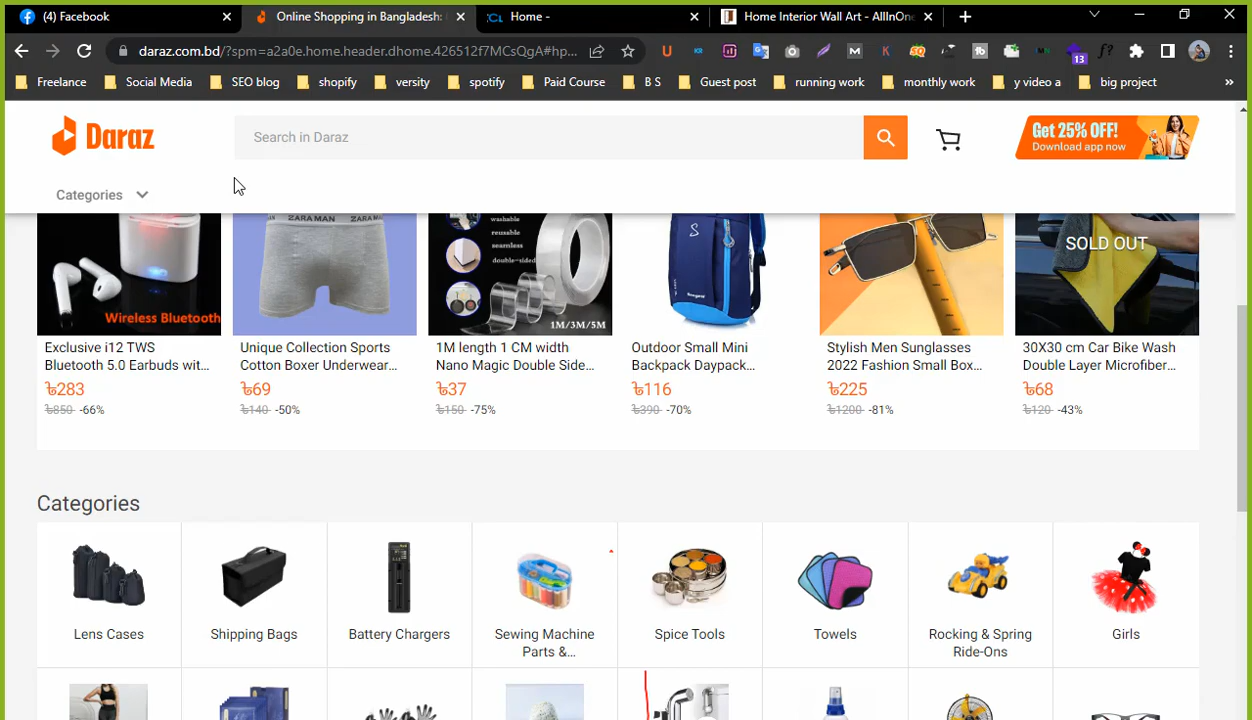 (4) Facebook
Online Shopping in Bangladesh:
Home -
Home Interior Wall Art - AllInOne
daraz.com.bd/?spm=a2a0e.home.header.dhome.426512f7MCsQgA#hp...
13
Freelance
Social Media
SEO blog
shopify
versity
spotify
Paid Course
B S
Guest post
running work
monthly work
y video a
big project
Daraz
Search in Daraz
Get 25% OFF!
Download app now
Categories
Wireless Bluetooth
ZARA MAN ZARA MAN
washable
reusable
seamless
double-sided
1M/3M/5M
S
SOLD OUT
Exclusive i12 TWS
Bluetooth 5.0 Earbuds wit...
৳283
৳850 -66%
Unique Collection Sports
Cotton Boxer Underwear...
৳69
৳140 -50%
1M length 1 CM width
Nano Magic Double Side...
৳37
৳150 -75%
Outdoor Small Mini
Backpack Daypack...
৳116
৳390 -70%
Stylish Men Sunglasses
2022 Fashion Small Box...
৳225
৳1200 -81%
30X30 cm Car Bike Wash
Double Layer Microfiber...
৳68
৳120 -43%
Categories
Lens Cases
Shipping Bags
Battery Chargers
Sewing Machine
Parts &...
Spice Tools
Towels
Rocking & Spring
Ride-Ons
Girls